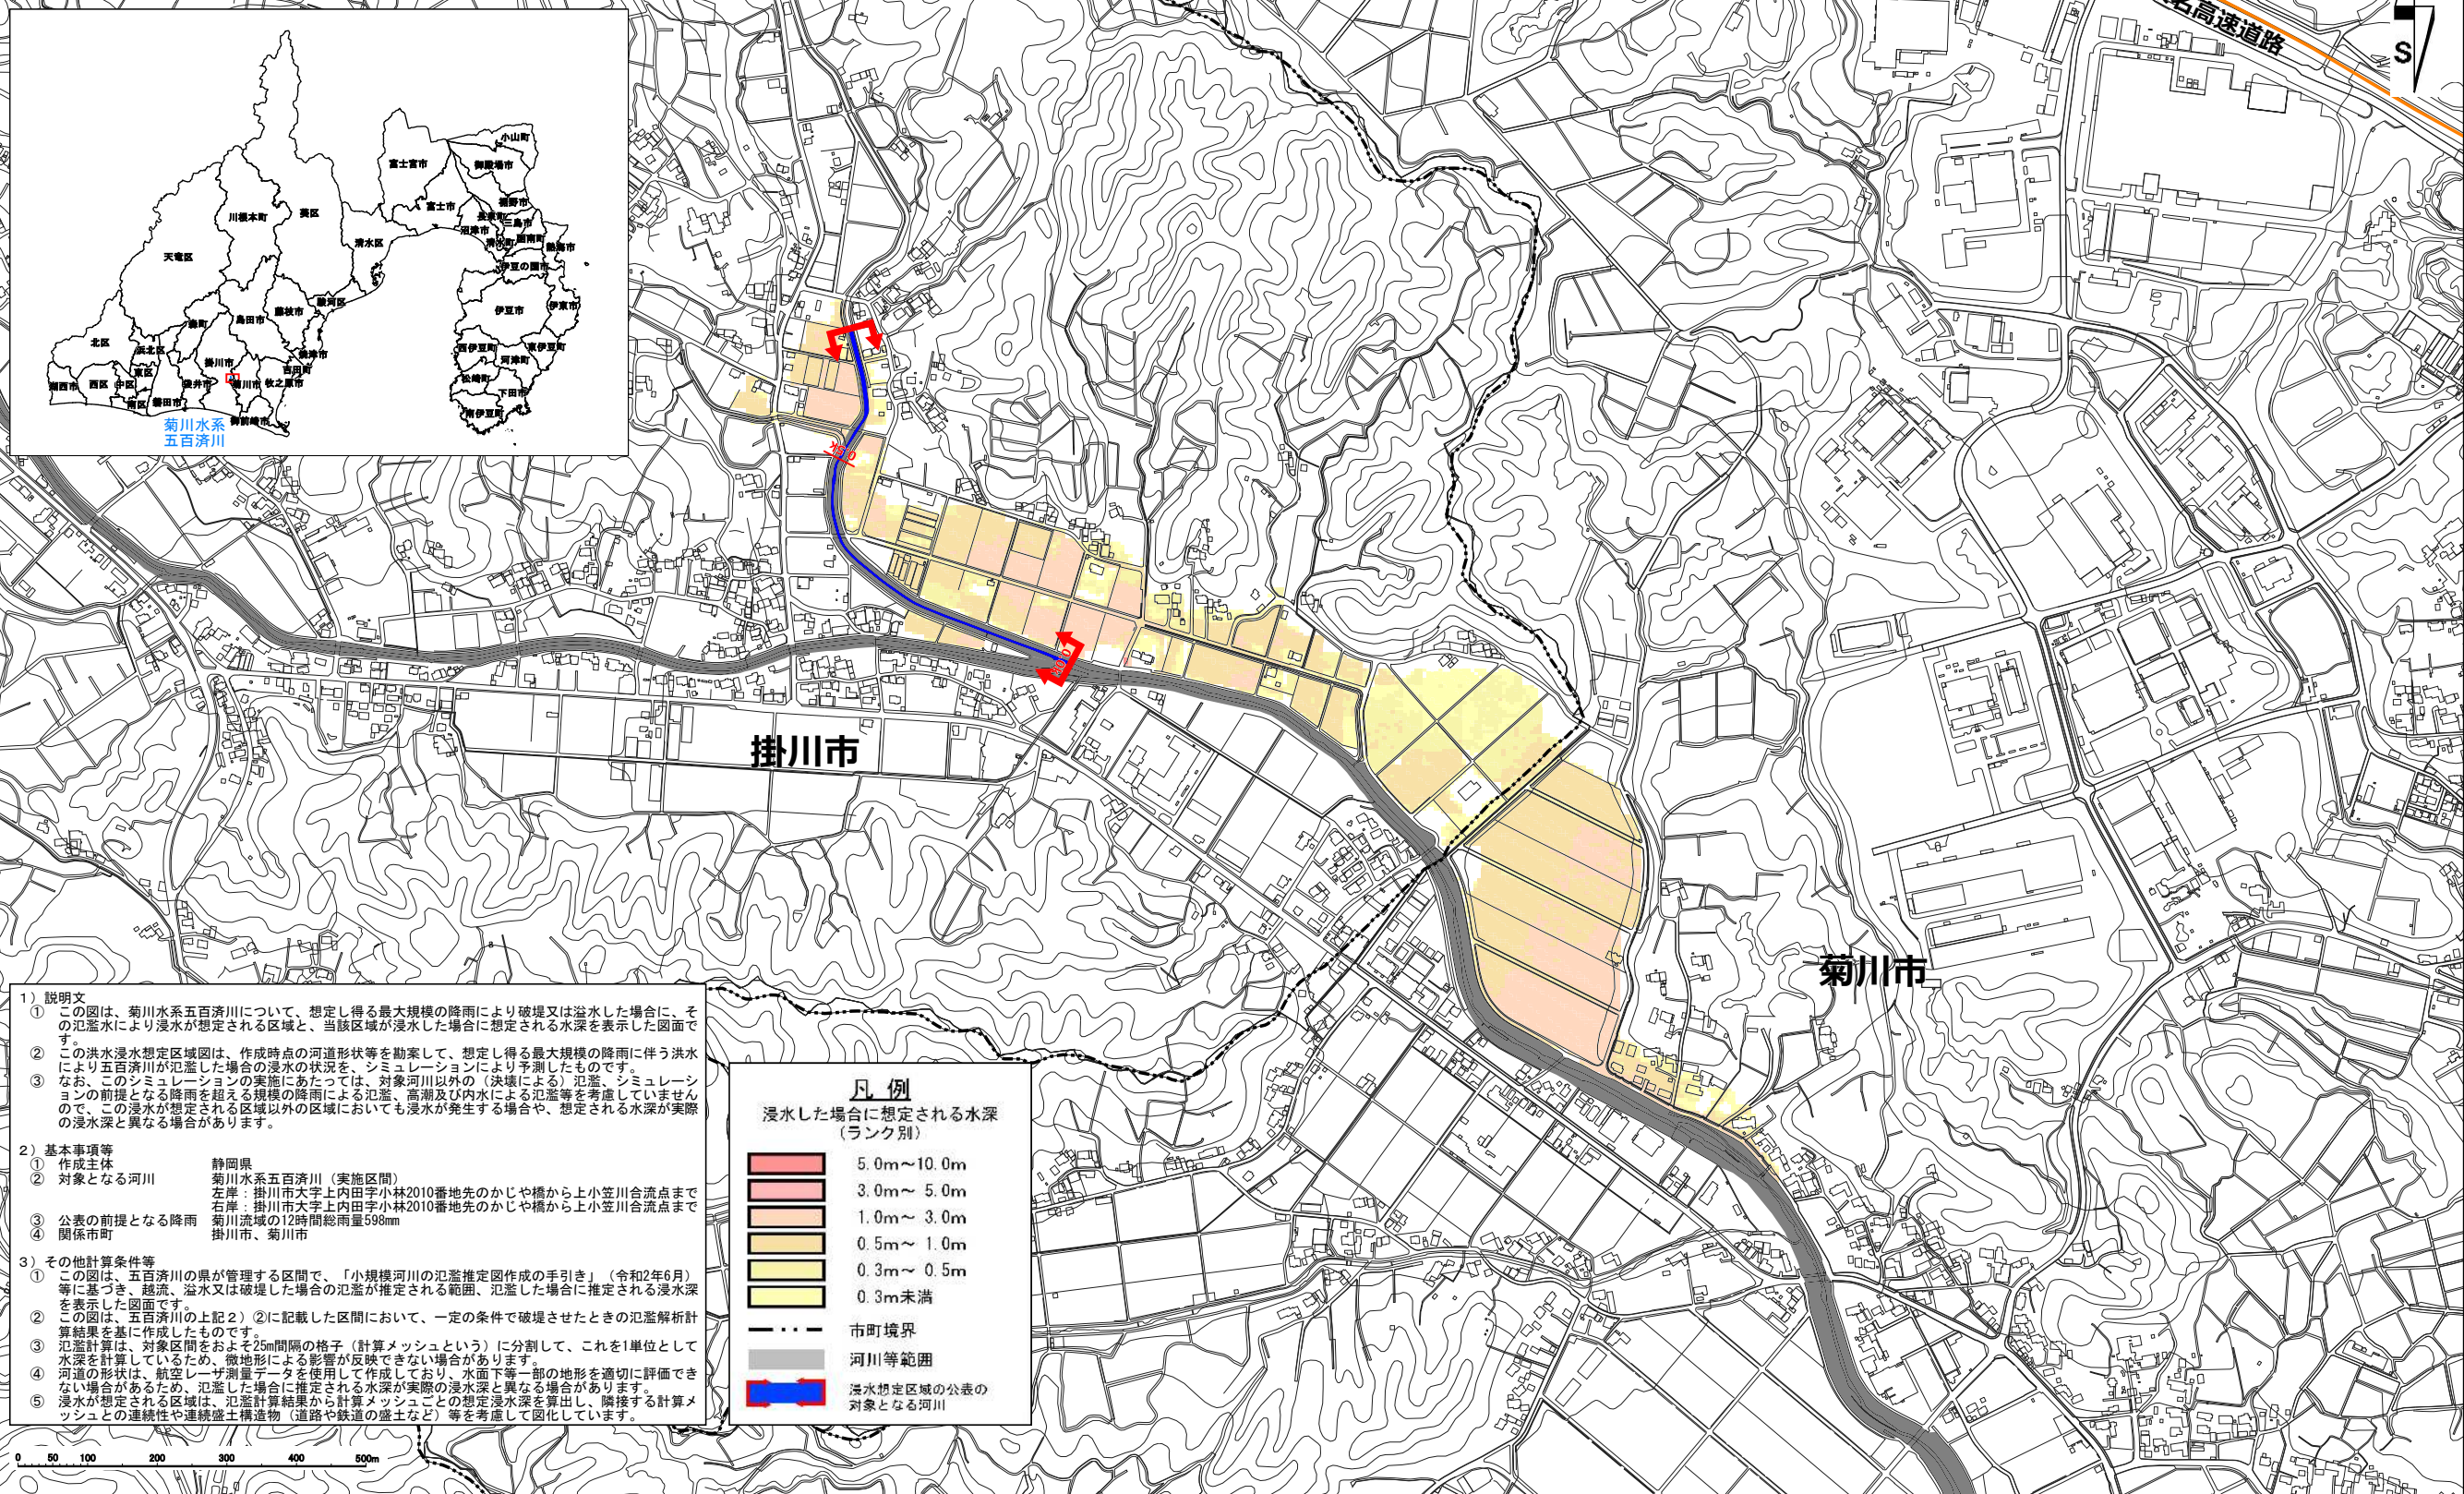 名高速道路
S
小山町
富士宮市
御殿場市
裾野市
富士市
長泉町
三島市
川根本町
葵区
沼津市
清水町
函南町
熱海市
清水区
天竜区
伊豆の国市
駿河区
伊豆市
伊東市
藤枝市
森町
島田市
北区
浜北区
焼津市
西伊豆町
東伊豆町
掛川市
河津町
東区
吉田町
湖西市
西区
中区
袋井市
菊川市
牧之原市
松崎町
下田市
南区
磐田市
御前崎市
南伊豆町
菊川水系
五百済川
掛川市
菊川市
1）説明文
① この図は、菊川水系五百済川について、想定し得る最大規模の降雨により破堤又は溢水した場合に、そ
の氾濫水により浸水が想定される区域と、当該区域が浸水した場合に想定される水深を表示した図面で
す。
② この洪水浸水想定区域図は、作成時点の河道形状等を勘案して、想定し得る最大規模の降雨に伴う洪水
により五百済川が氾濫した場合の浸水の状況を、シミュレーションにより予測したものです。
③ なお、このシミュレーションの実施にあたっては、対象河川以外の（決壊による）氾濫、シミュレーシ
ョンの前提となる降雨を超える規模の降雨による氾濫、高潮及び内水による氾濫等を考慮していません
ので、この浸水が想定される区域以外の区域においても浸水が発生する場合や、想定される水深が実際
の浸水深と異なる場合があります。
2）基本事項等
① 作成主体 静岡県
② 対象となる河川 菊川水系五百済川（実施区間）
左岸：掛川市大字上内田字小林2010番地先のかじや橋から上小笠川合流点まで
右岸：掛川市大字上内田字小林2010番地先のかじや橋から上小笠川合流点まで
③ 公表の前提となる降雨 菊川流域の12時間総雨量598mm
④ 関係市町 掛川市、菊川市
3）その他計算条件等
① この図は、五百済川の県が管理する区間で、「小規模河川の氾濫推定図作成の手引き」（令和2年6月）
等に基づき、越流、溢水又は破堤した場合の氾濫が推定される範囲、氾濫した場合に推定される浸水深
を表示した図面です。
② この図は、五百済川の上記2）②に記載した区間において、一定の条件で破堤させたときの氾濫解析計
算結果を基に作成したものです。
③ 氾濫計算は、対象区間をおよそ25m間隔の格子（計算メッシュという）に分割して、これを1単位として
水深を計算しているため、微地形による影響が反映できない場合があります。
④ 河道の形状は、航空レーザ測量データを使用して作成しており、水面下等一部の地形を適切に評価でき
ない場合があるため、氾濫した場合に推定される水深が実際の浸水深と異なる場合があります。
⑤ 浸水が想定される区域は、氾濫計算結果から計算メッシュごとの想定浸水深を算出し、隣接する計算メ
ッシュとの連続性や連続盛土構造物（道路や鉄道の盛土など）等を考慮して図化しています。
凡 例
浸水した場合に想定される水深
（ランク別）
5.0m～10.0m
3.0m～ 5.0m
1.0m～ 3.0m
0.5m～ 1.0m
0.3m～ 0.5m
0.3m未満
市町境界
河川等範囲
浸水想定区域の公表の
対象となる河川
0 50 100 200 300 400 500m